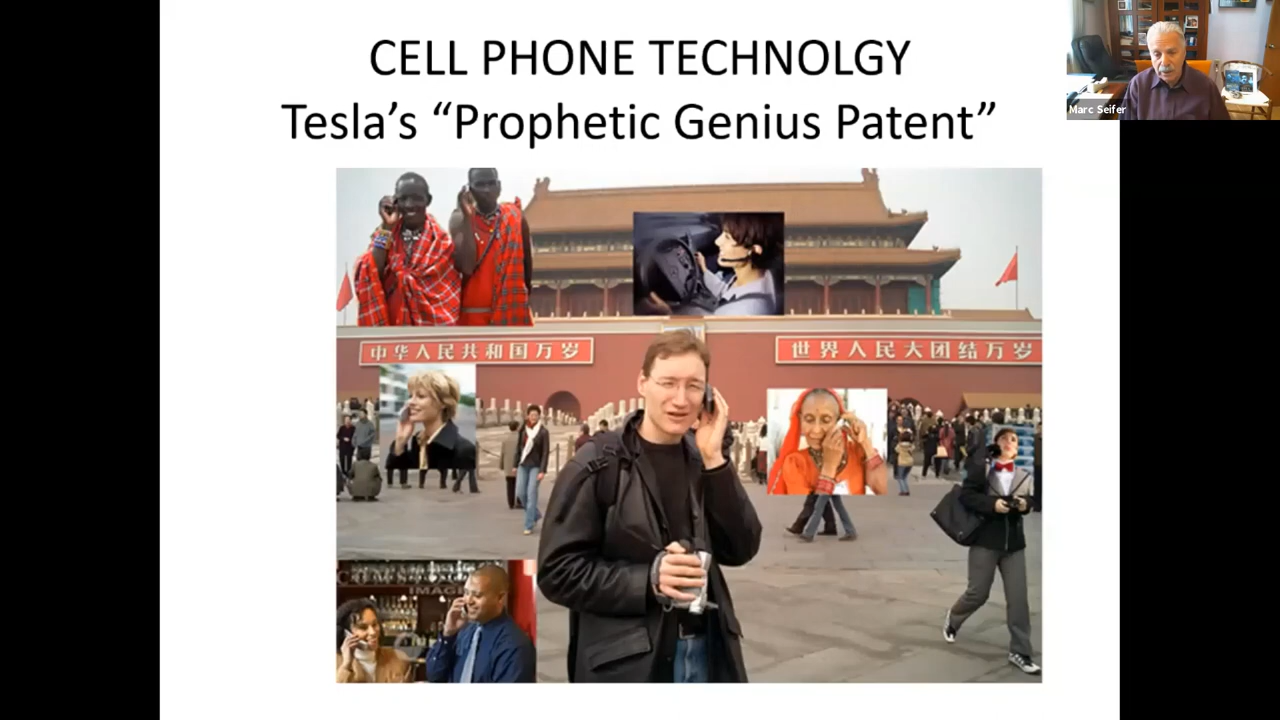 CELL PHONE TECHNOLGY
Tesla's “Prophetic Genius Patent”
Marc Seifer
中华人民共和国万岁
世界人民大团结万岁
IMAG